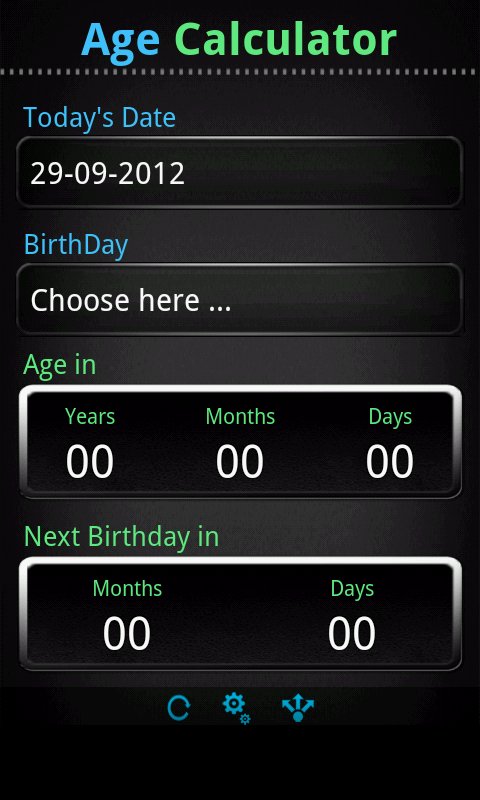 Age Calculator
Today's Date
29-09-2012
BirthDay
Choose here ...
Age in
Years Months Days
00 00 00
Next Birthday in
Months Days
00 00